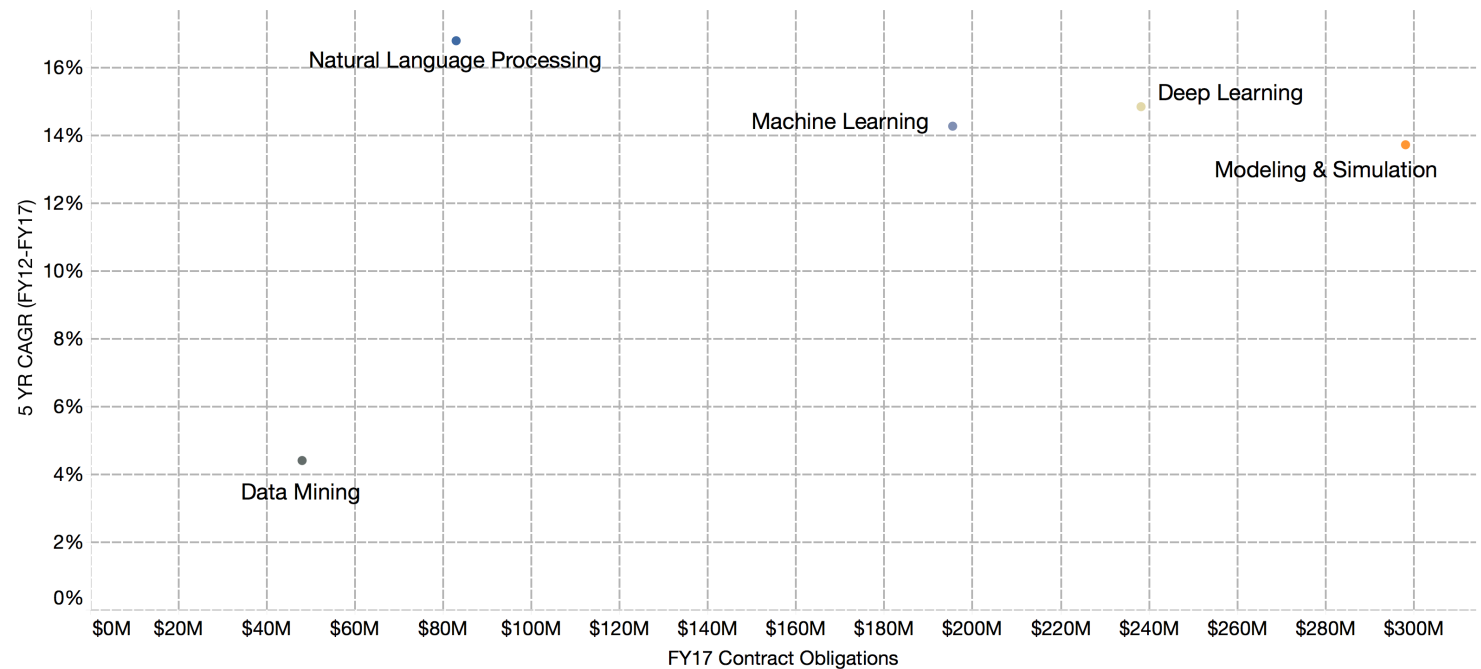 Natural Language Processing
16%
Deep Learning
Machine Learning
14%
Modeling & Simulation
12%
5 YR CAGR (FY12-FY17)
10%
8%
6%
4%
Data Mining
2%
0%
$0M $20M $40M $60M $80M $100M $120M $140M $160M $180M $200M $220M $240M $260M $280M $300M
FY17 Contract Obligations